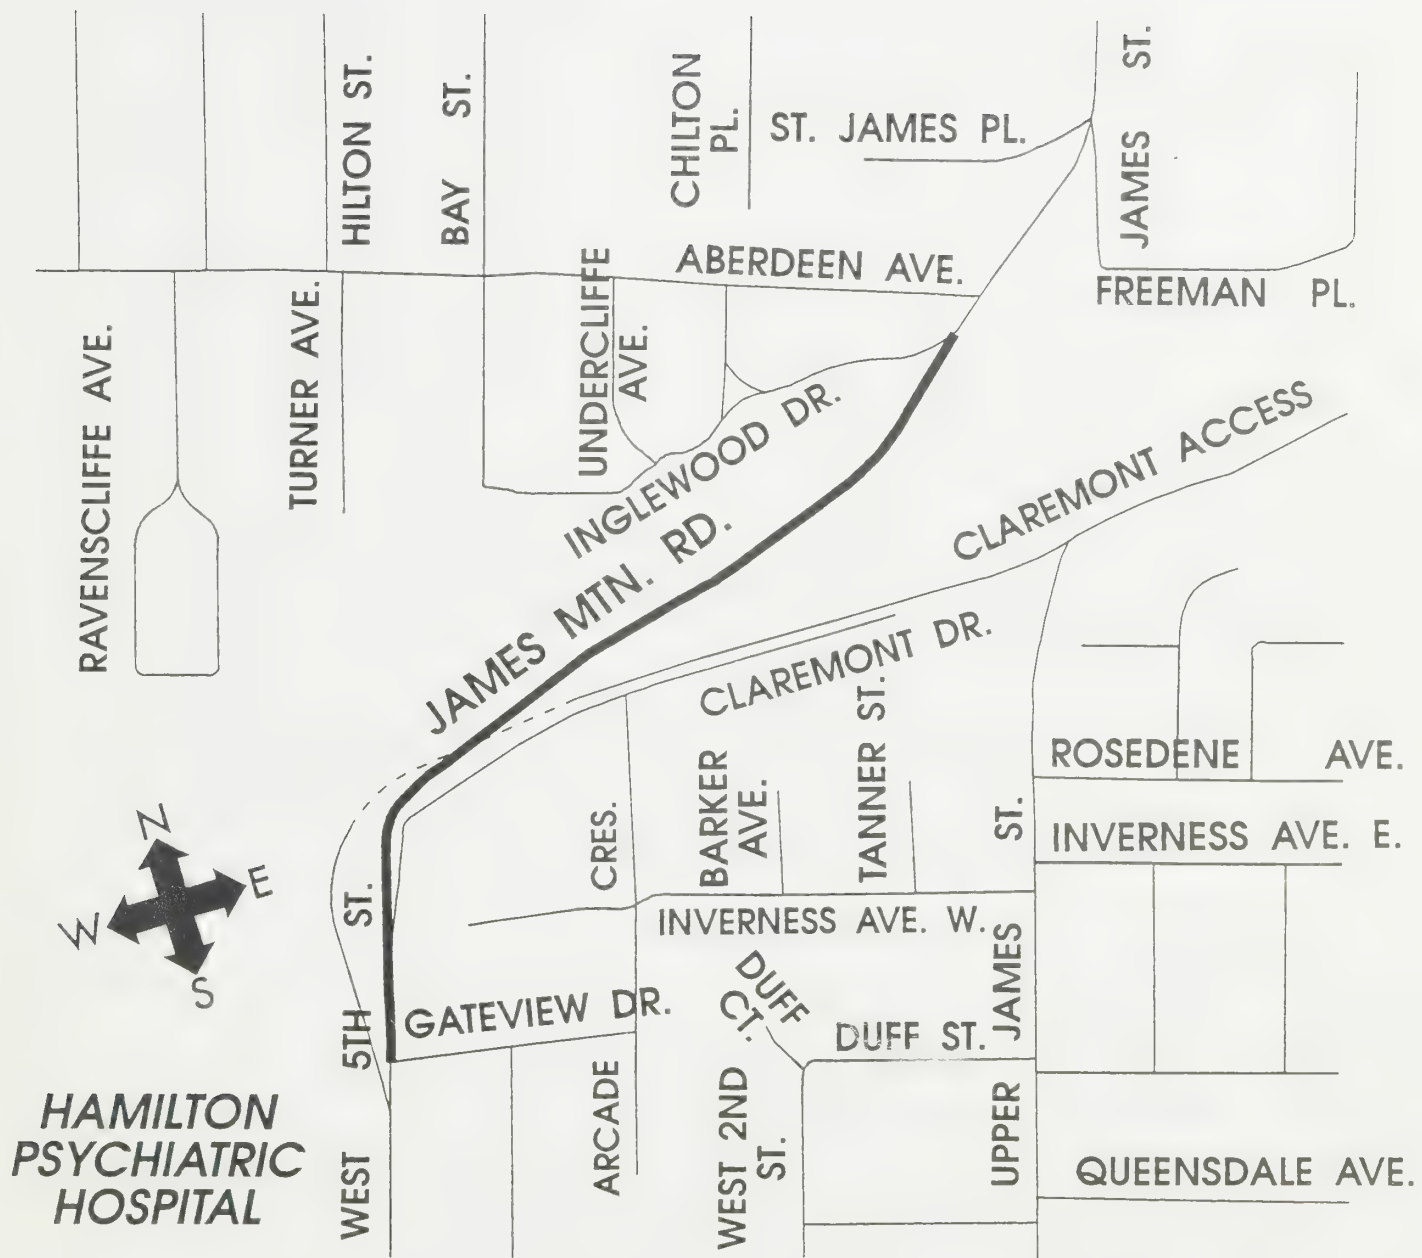 HILTON ST.
BAY ST.
CHILTON
PL.
ST. JAMES PL.
JAMES ST.
ABERDEEN AVE.
FREEMAN PL.
RAVENSCLIFFE AVE.
TURNER AVE.
UNDERCLIFFE
AVE.
INGLEWOOD DR.
JAMES MTN. RD.
CLAREMONT ACCESS
CLAREMONT DR.
ROSEDENE AVE.
BARKER
AVE.
TANNER ST.
INVERNESS AVE. E.
INVERNESS AVE. W.
N
E
W
S
GATEVIEW DR.
DUFF
CT.
DUFF ST.
WEST 5TH ST.
ARCADE CRES.
WEST 2ND
ST.
UPPER JAMES ST.
QUEENSDALE AVE.
HAMILTON
PSYCHIATRIC
HOSPITAL